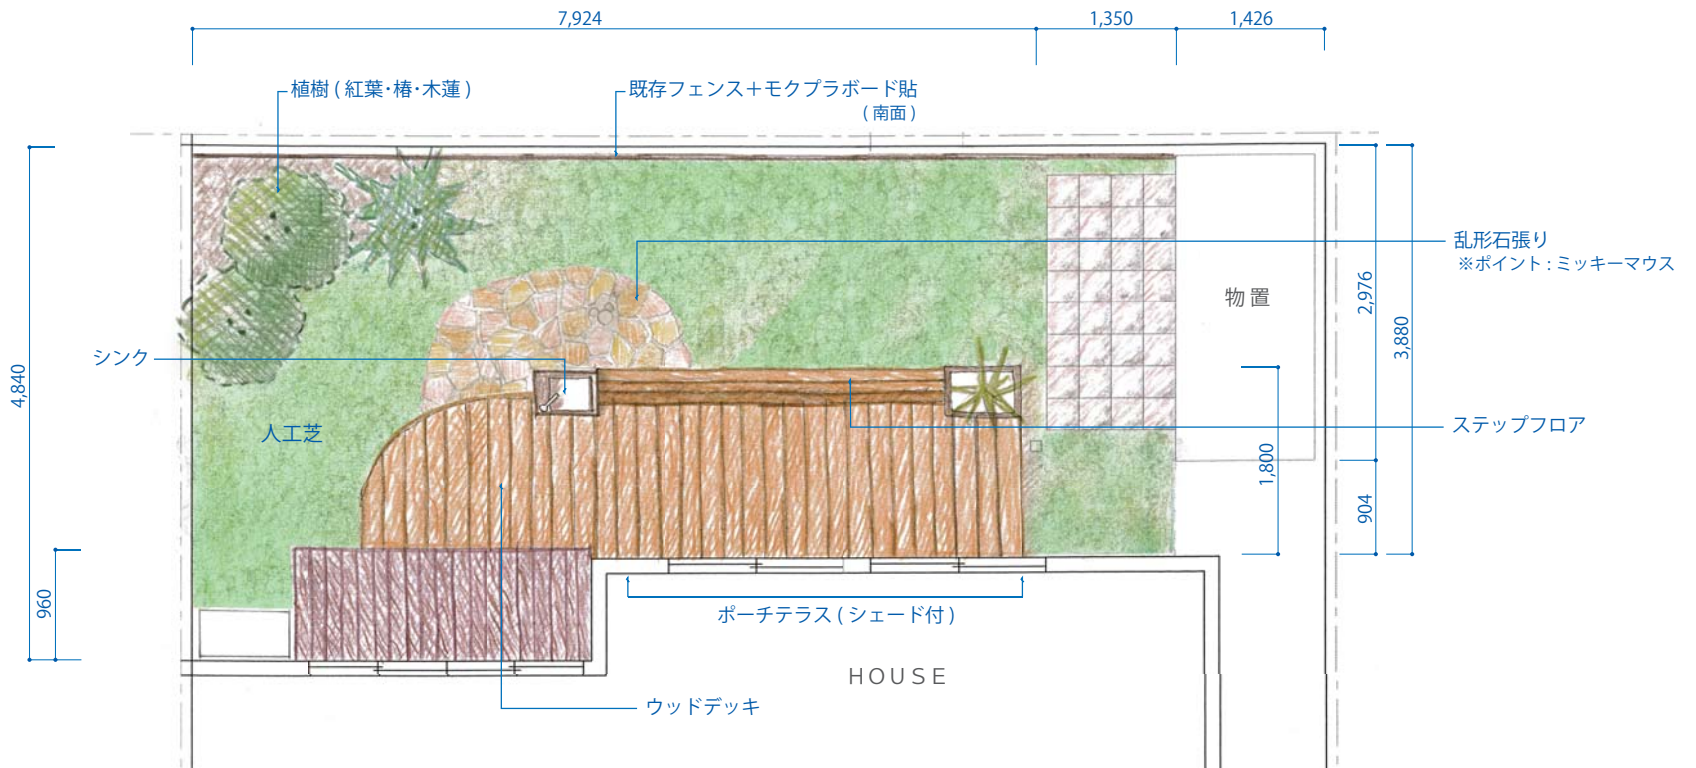 7,924
1,350
1,426
植樹 ( 紅葉・椿・木蓮 )
既存フェンス＋モクプラボード貼
( 南面 )
乱形石張り
※ポイント : ミッキーマウス
物置
2,976
3,880
シンク
4,840
人工芝
ステップフロア
1,800
904
960
ポーチテラス ( シェード付 )
HOUSE
ウッドデッキ